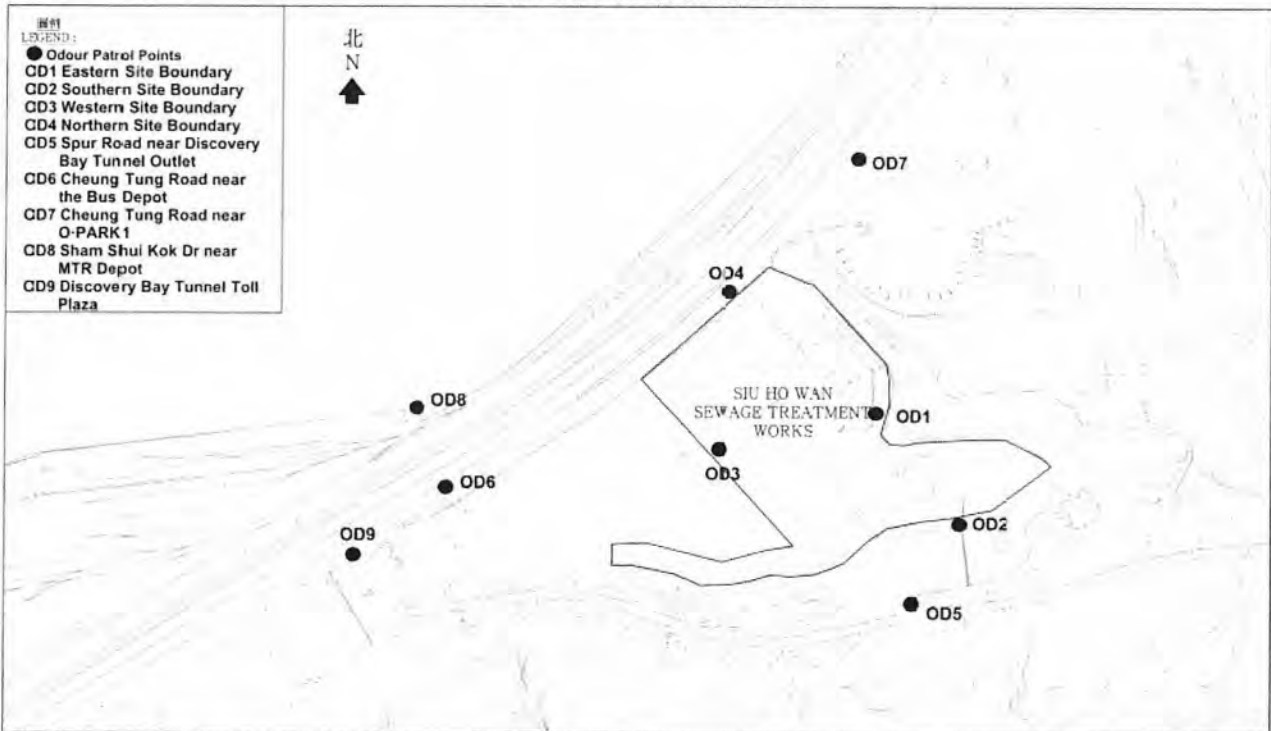 圖例
LEGEND:
Odour Patrol Points
OD1 Eastern Site Boundary
OD2 Southern Site Boundary
OD3 Western Site Boundary
OD4 Northern Site Boundary
OD5 Spur Road near Discovery
Bay Tunnel Outlet
OD6 Cheung Tung Road near
the Bus Depot
OD7 Cheung Tung Road near
O·PARK1
OD8 Sham Shui Kok Dr near
MTR Depot
OD9 Discovery Bay Tunnel Toll
Plaza
北
N
OD7
OD4
OD8
SIU HO WAN
SEWAGE TREATMENT
WORKS
OD1
OD3
OD6
OD2
OD9
OD5